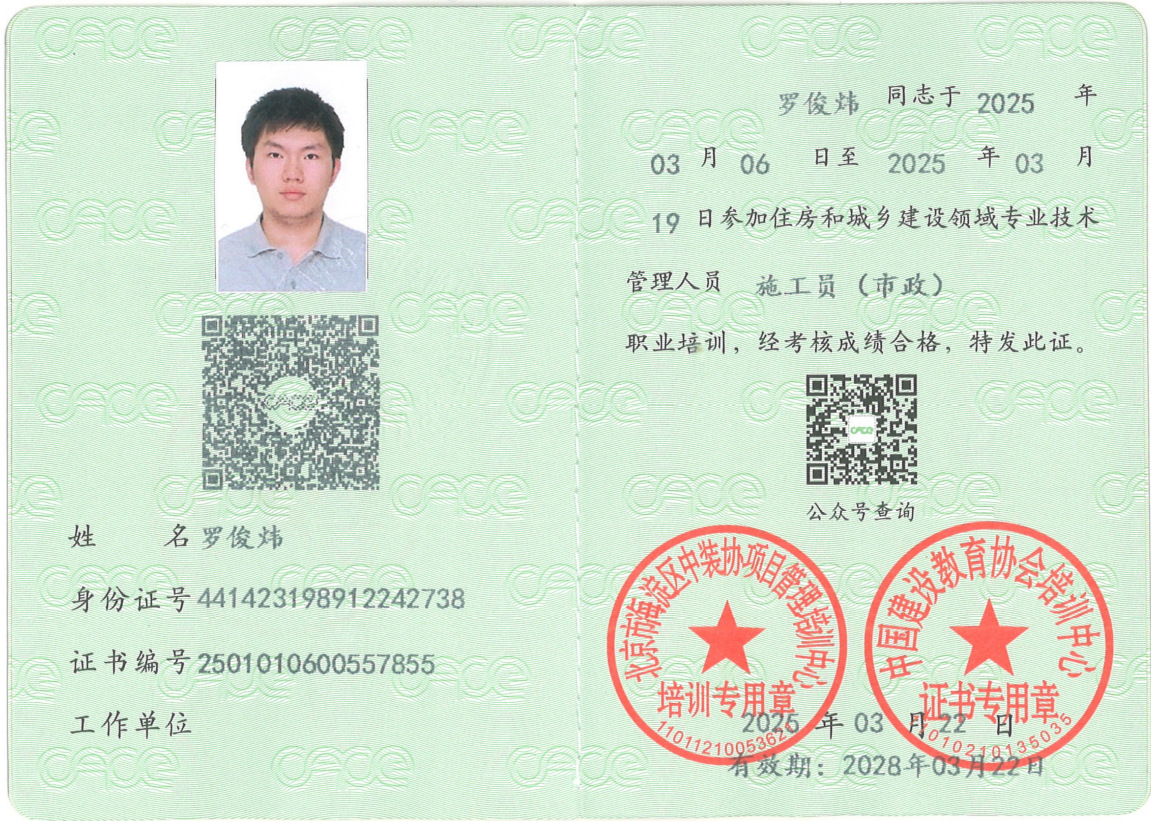 姓 名 罗俊炜
身份证号 441423198912242738
证书编号 2501010600557855
工作单位
罗俊炜 同志于 2025 年
03 月 06 日至 2025 年 03 月
19 日参加住房和城乡建设领域专业技术
管理人员 施工员（市政）
职业培训，经考核成绩合格，特发此证。
公众号查询
北京市海淀区中装协项目管理培训中心
培训专用章
中国建设教育协会培训中心
证书专用章
2025 年 03 月 22 日
有效期：2028年03月22日